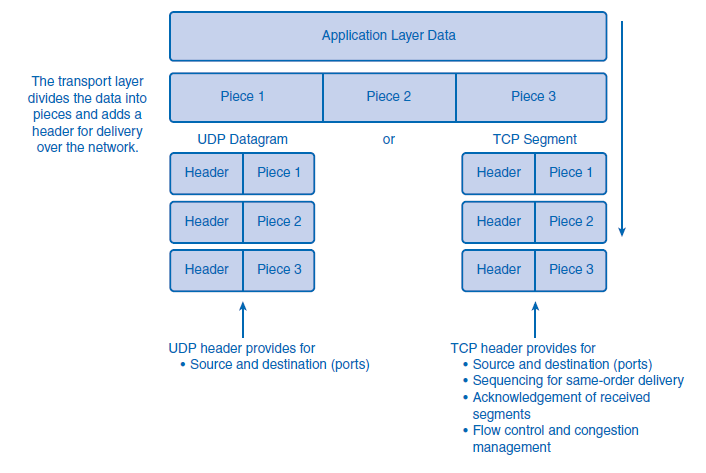 Application Layer Data
The transport layer
divides the data into
pieces and adds a
header for delivery
over the network.
Piece 1
Piece 2
Piece 3
UDP Datagram
or
TCP Segment
Header
Piece 1
Header
Piece 1
Header
Piece 2
Header
Piece 2
Header
Piece 3
Header
Piece 3
UDP header provides for
• Source and destination (ports)
TCP header provides for
• Source and destination (ports)
• Sequencing for same-order delivery
• Acknowledgement of received
segments
• Flow control and congestion
management